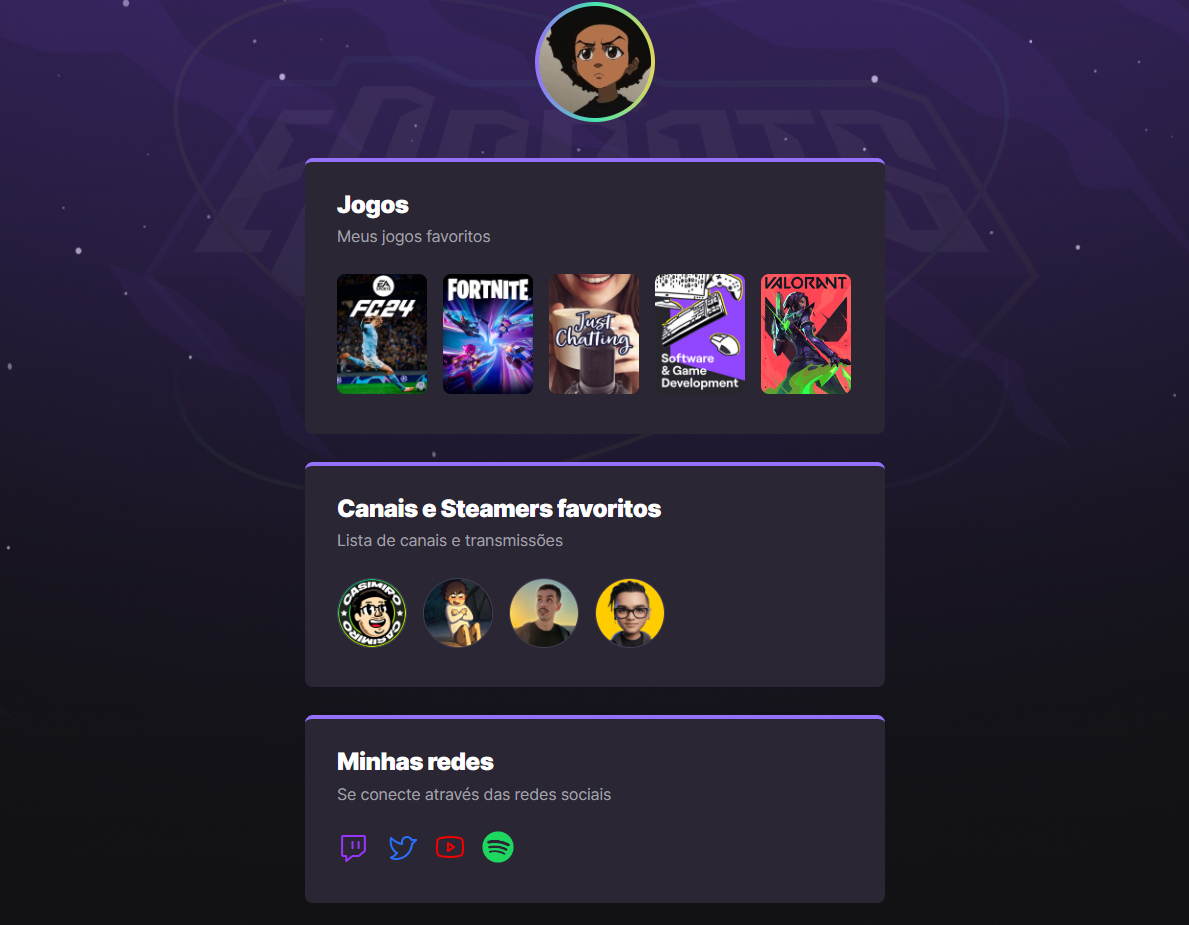 ESPORTS
Jogos
Meus jogos favoritos
EA
SPORTS
FC24
FORTNITE
Just
Chatting
Software
& Game
Development
VALORANT
Canais e Steamers favoritos
Lista de canais e transmissões
CASIMIRO
CASIMIRO
Minhas redes
Se conecte através das redes sociais